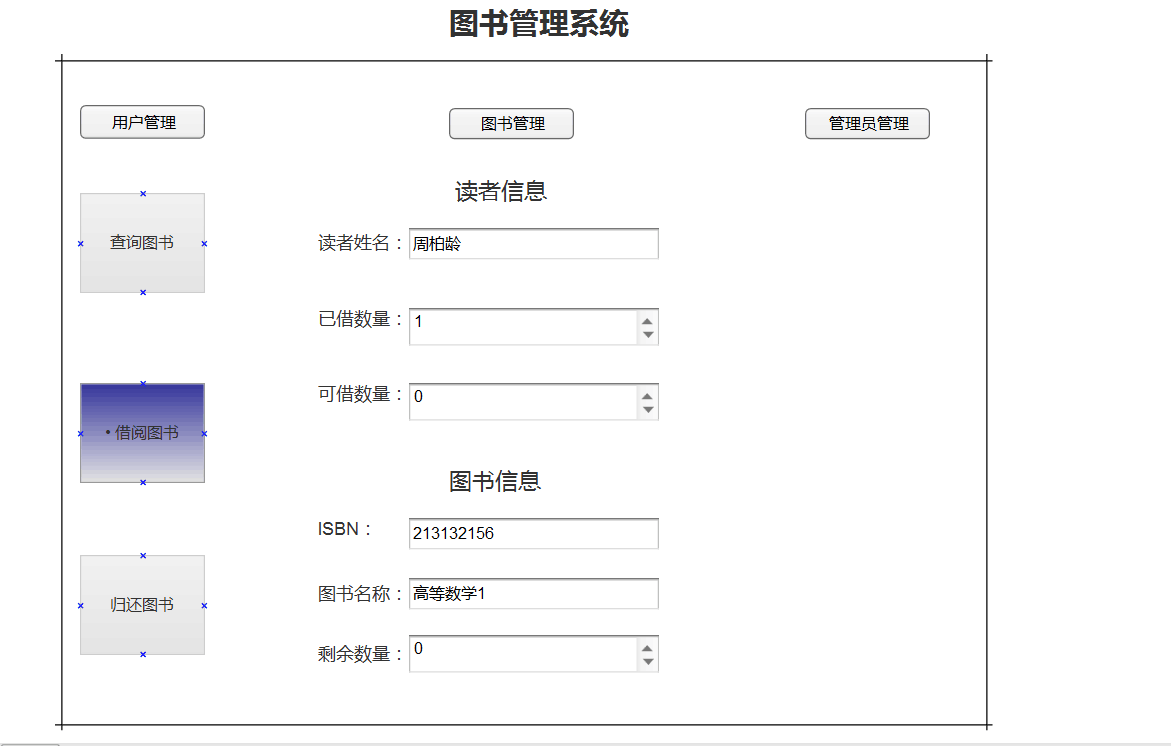 图书管理系统
用户管理
图书管理
管理员管理
读者信息
查询图书
读者姓名：
周柏龄
已借数量：
1
可借数量：
0
• 借阅图书
图书信息
ISBN：
213132156
图书名称：
高等数学1
归还图书
剩余数量：
0